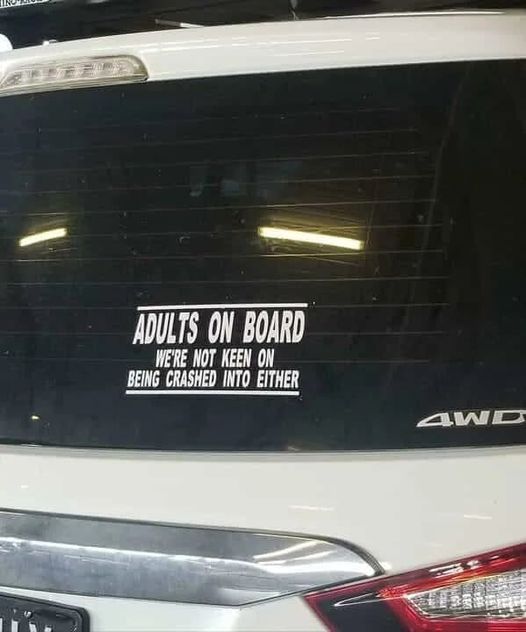 ADULTS ON BOARD
WE'RE NOT KEEN ON
BEING CRASHED INTO EITHER
4WD